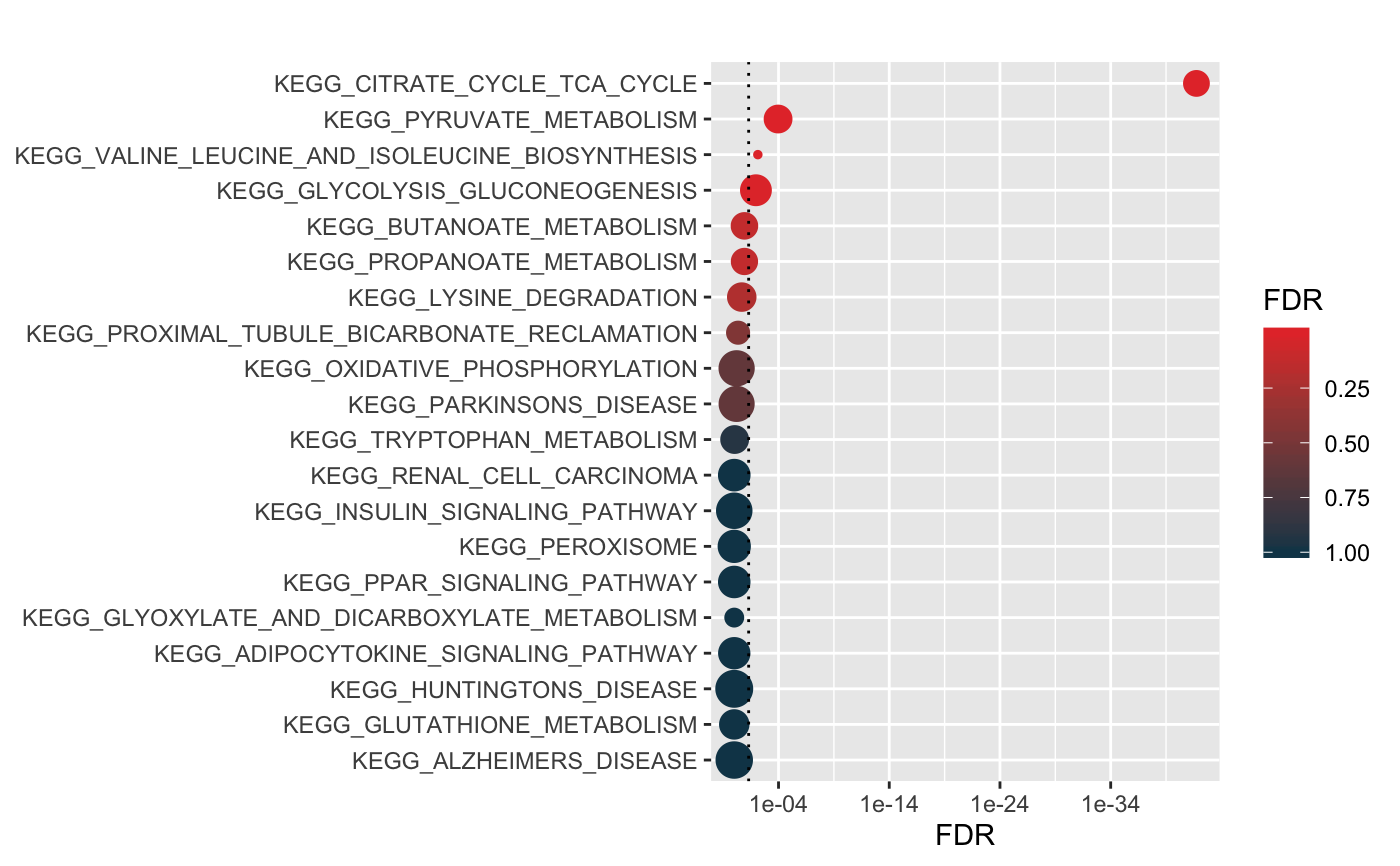 KEGG_CITRATE_CYCLE_TCA_CYCLE
KEGG_PYRUVATE_METABOLISM
KEGG_VALINE_LEUCINE_AND_ISOLEUCINE_BIOSYNTHESIS
KEGG_GLYCOLYSIS_GLUCONEOGENESIS
KEGG_BUTANOATE_METABOLISM
KEGG_PROPANOATE_METABOLISM
KEGG_LYSINE_DEGRADATION
KEGG_PROXIMAL_TUBULE_BICARBONATE_RECLAMATION
KEGG_OXIDATIVE_PHOSPHORYLATION
KEGG_PARKINSONS_DISEASE
KEGG_TRYPTOPHAN_METABOLISM
KEGG_RENAL_CELL_CARCINOMA
KEGG_INSULIN_SIGNALING_PATHWAY
KEGG_PEROXISOME
KEGG_PPAR_SIGNALING_PATHWAY
KEGG_GLYOXYLATE_AND_DICARBOXYLATE_METABOLISM
KEGG_ADIPOCYTOKINE_SIGNALING_PATHWAY
KEGG_HUNTINGTONS_DISEASE
KEGG_GLUTATHIONE_METABOLISM
KEGG_ALZHEIMERS_DISEASE
1e-04 1e-14 1e-24 1e-34
FDR
FDR
0.25
0.50
0.75
1.00